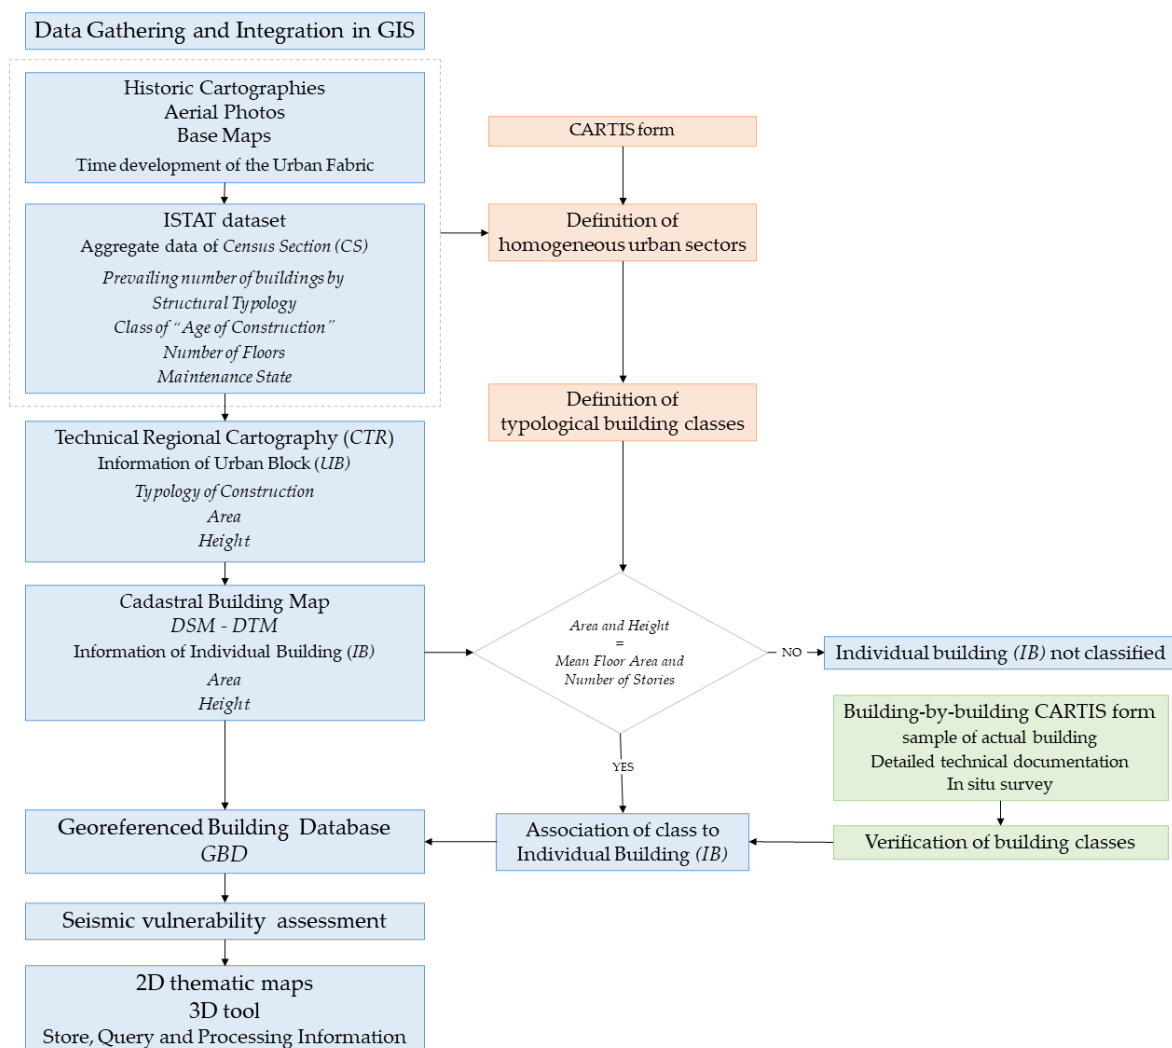 Data Gathering and Integration in GIS
Historic Cartographies
Aerial Photos
Base Maps
Time development of the Urban Fabric
ISTAT dataset
Aggregate data of Census Section (CS)
Prevailing number of buildings by
Structural Typology
Class of “Age of Construction”
Number of Floors
Maintenance State
Technical Regional Cartography (CTR)
Information of Urban Block (UB)
Typology of Construction
Area
Height
Cadastral Building Map
DSM - DTM
Information of Individual Building (IB)
Area
Height
Georeferenced Building Database
GBD
Seismic vulnerability assessment
2D thematic maps
3D tool
Store, Query and Processing Information
CARTIS form
Definition of
homogeneous urban sectors
Definition of
typological building classes
Area and Height
=
Mean Floor Area and
Number of Stories
NO
YES
Individual building (IB) not classified
Association of class to
Individual Building (IB)
Building-by-building CARTIS form
sample of actual building
Detailed technical documentation
In situ survey
Verification of building classes